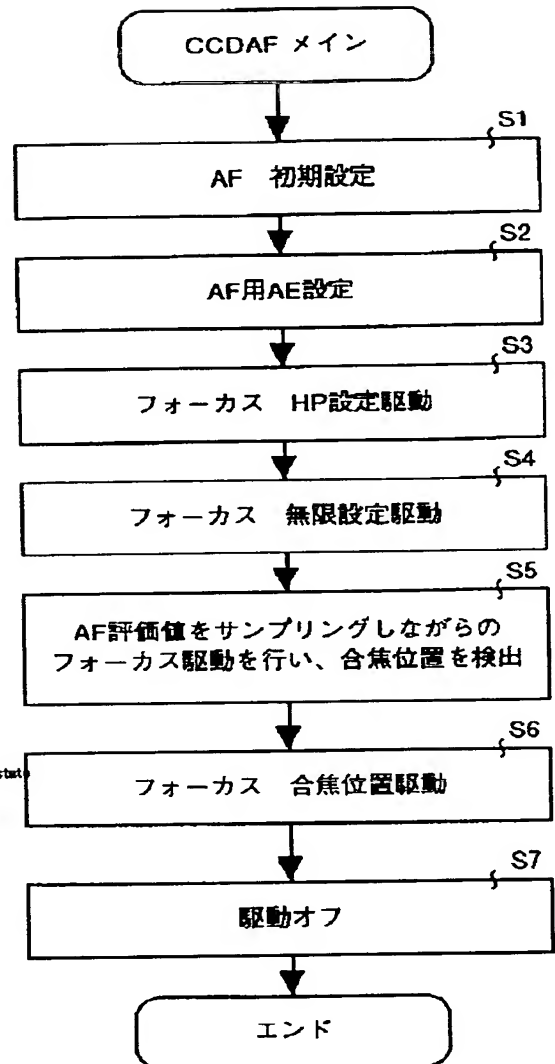 CCDAF メイン
S1
AF 初期設定
S2
AF用AE設定
S3
フォーカス HP設定駆動
S4
フォーカス 無限設定駆動
S5
AF評価値をサンプリングしながらの
フォーカス駆動を行い、合焦位置を検出
S6
フォーカス 合焦位置駆動
S7
駆動オフ
エンド